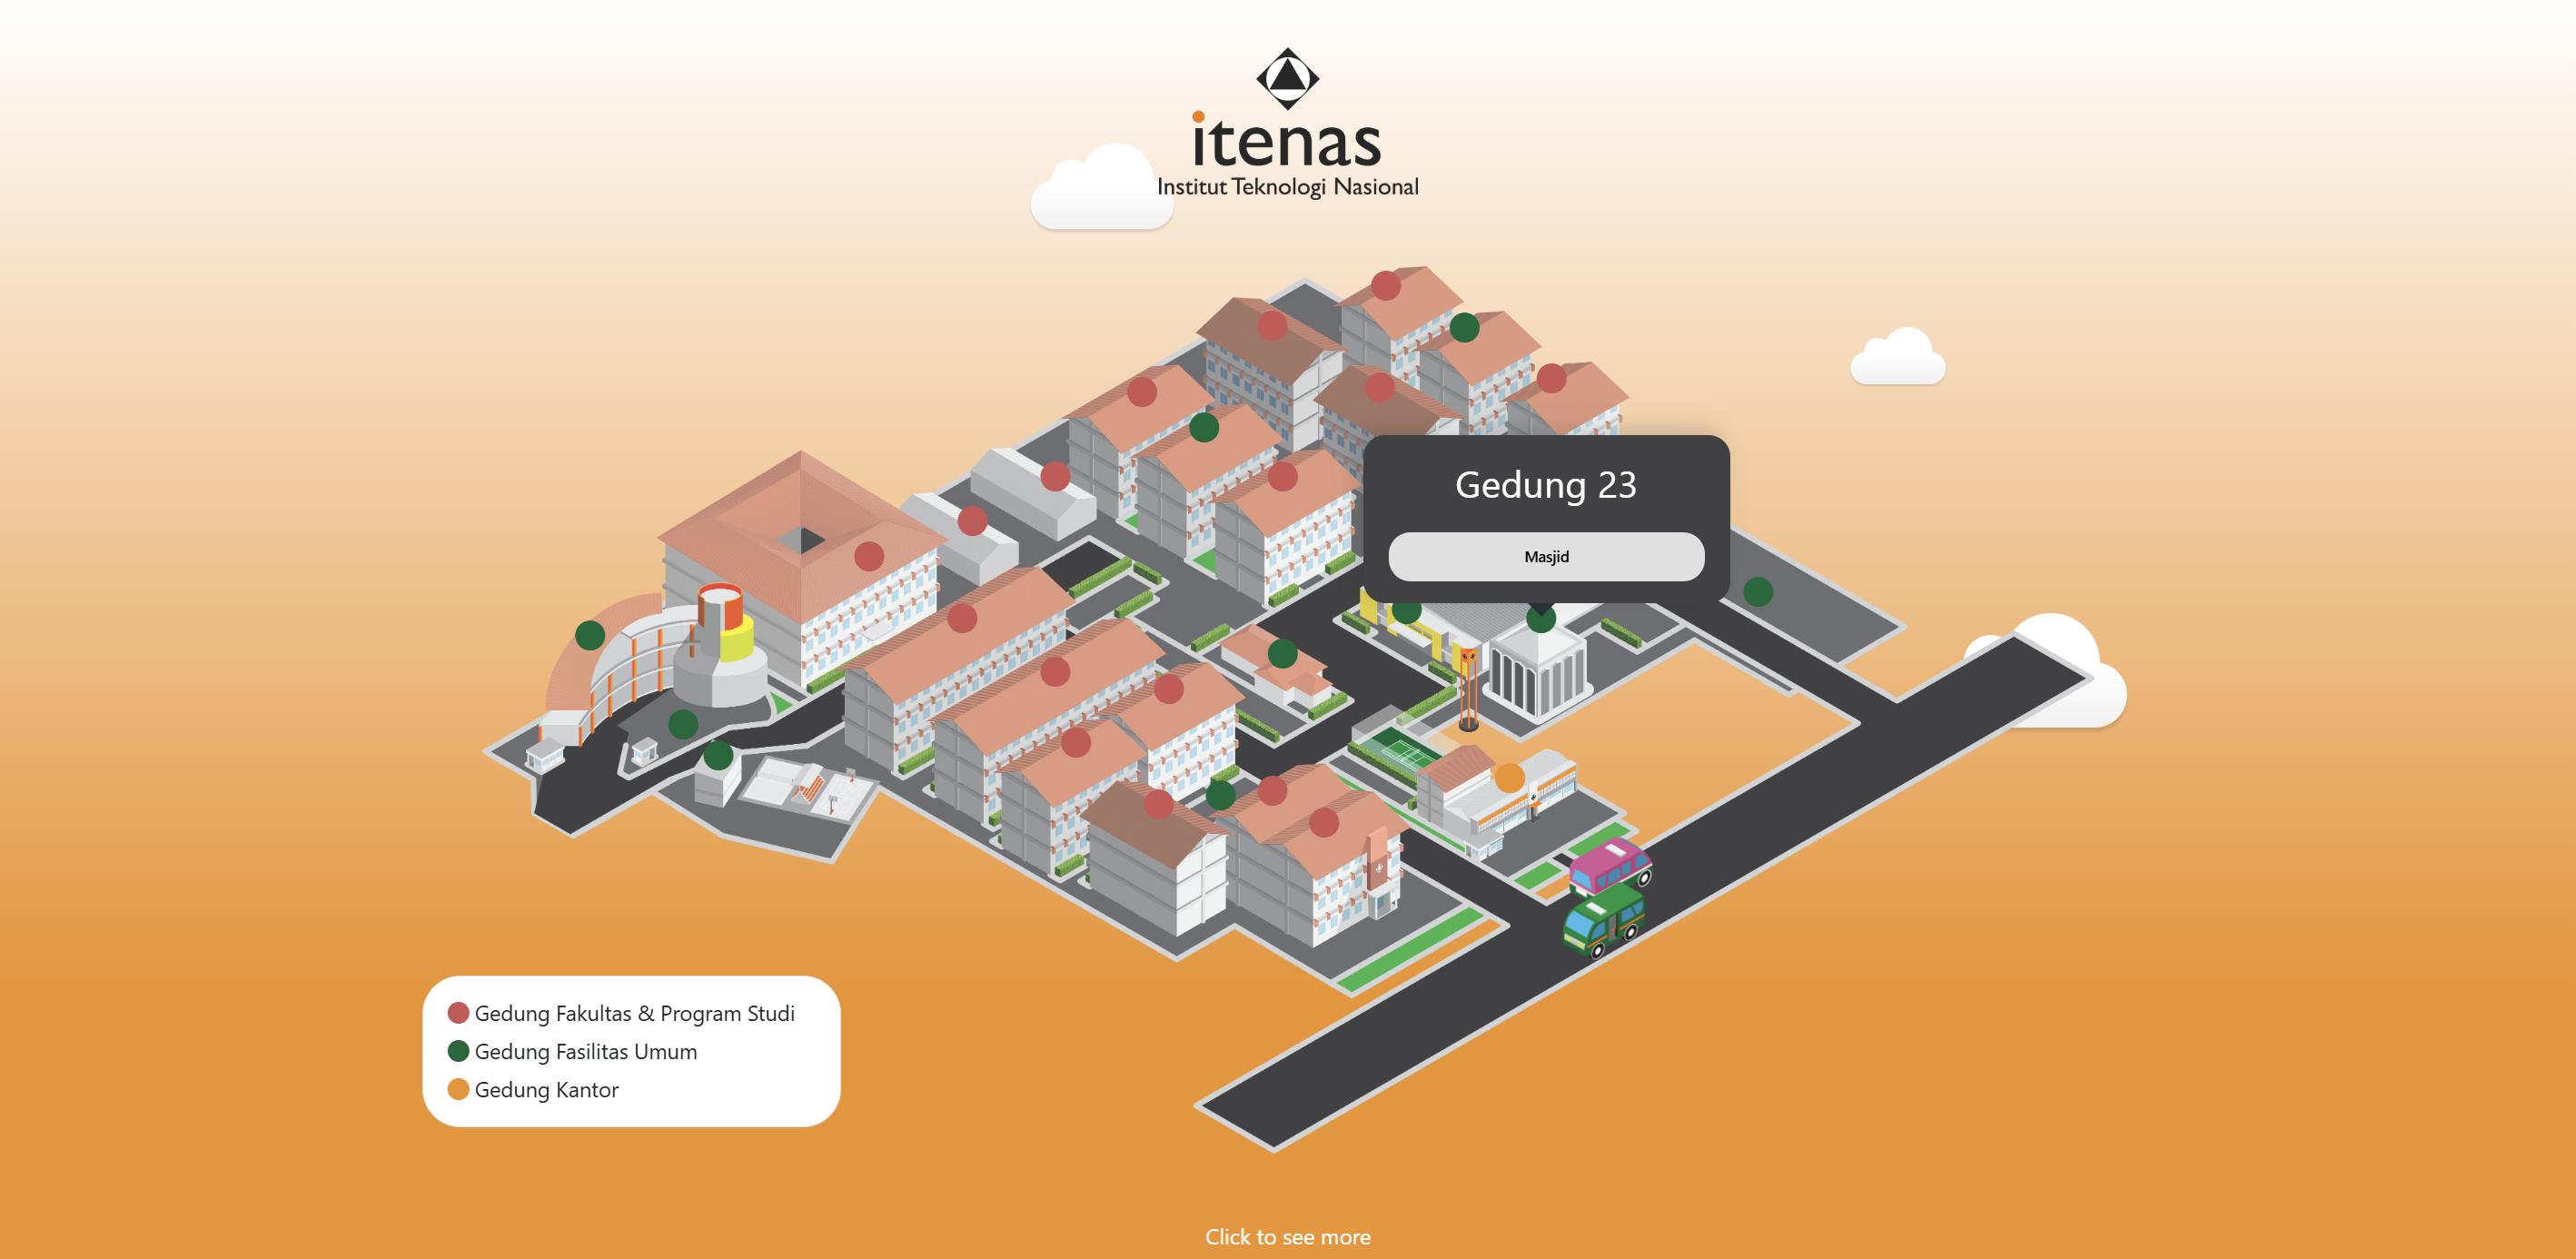 itenas
Institut Teknologi Nasional
Gedung 23
Masjid
Gedung Fakultas & Program Studi
Gedung Fasilitas Umum
Gedung Kantor
Click to see more